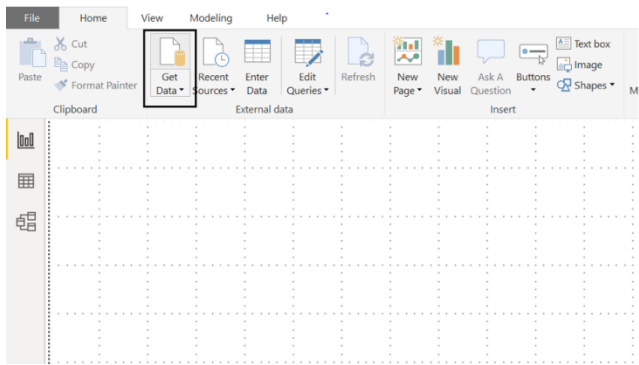 File Home View Modeling Help
Paste
Cut
Copy
Format Painter
Get Data
Recent Sources
Enter Data
Edit Queries
Refresh
New Page
New Visual
Ask A Question
Buttons
Text box
Image
Shapes
M
Clipboard External data Insert